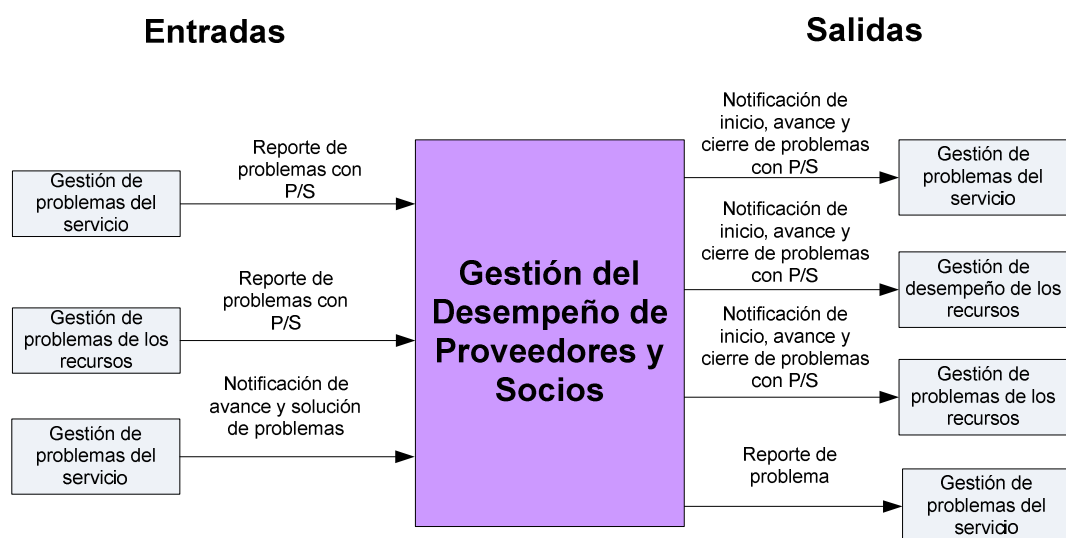 Entradas
Salidas
Gestión de
problemas del
servicio
Reporte de
problemas con
P/S
Gestión de
problemas de los
recursos
Reporte de
problemas con
P/S
Gestión de
problemas del
servicio
Notificación de
avance y solución
de problemas
Gestión del
Desempeño de
Proveedores y
Socios
Notificación de
inicio, avance y
cierre de problemas
con P/S
Gestión de
problemas del
servicio
Notificación de
inicio, avance y
cierre de problemas
con P/S
Gestión de
desempeño de los
recursos
Notificación de
inicio, avance y
cierre de problemas
con P/S
Gestión de
problemas de los
recursos
Reporte de
problema
Gestión de
problemas del
servicio